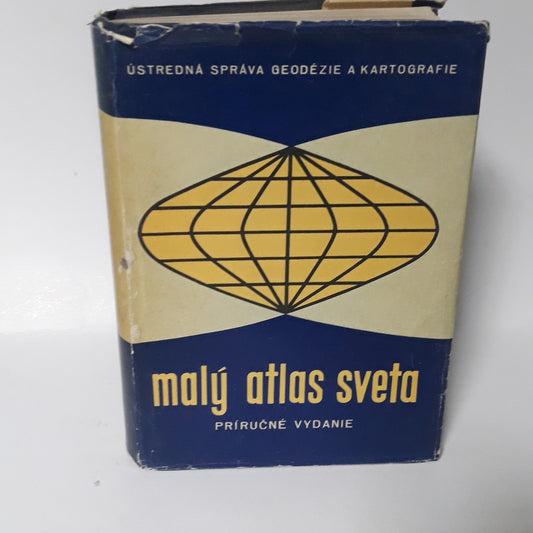 ÚSTREDNÁ SPRÁVA GEODÉZIE A KARTOGRAFIE
malý atlas sveta
PRÍRUČNÉ VYDANIE